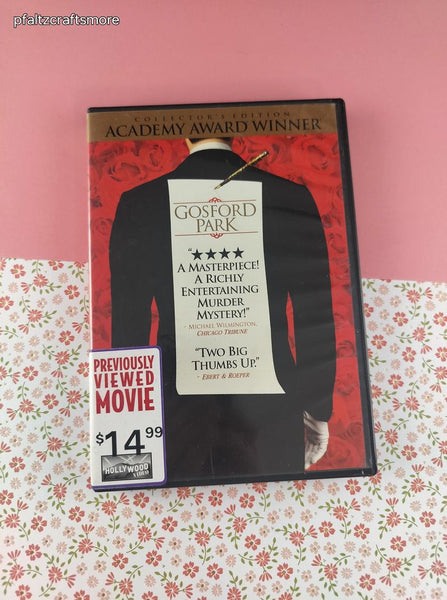 pfaltzcraftsmore
COLLECTOR'S EDITION
ACADEMY AWARD WINNER
GOSFORD
PARK
"★★★★
A MASTERPIECE!
A RICHLY
ENTERTAINING
MURDER
MYSTERY!"
- MICHAEL WILMINGTON,
CHICAGO TRIBUNE
"TWO BIG
THUMBS UP."
- EBERT & ROEPER
PREVIOUSLY
VIEWED
MOVIE
$14.99
HOLLYWOOD
VIDEO